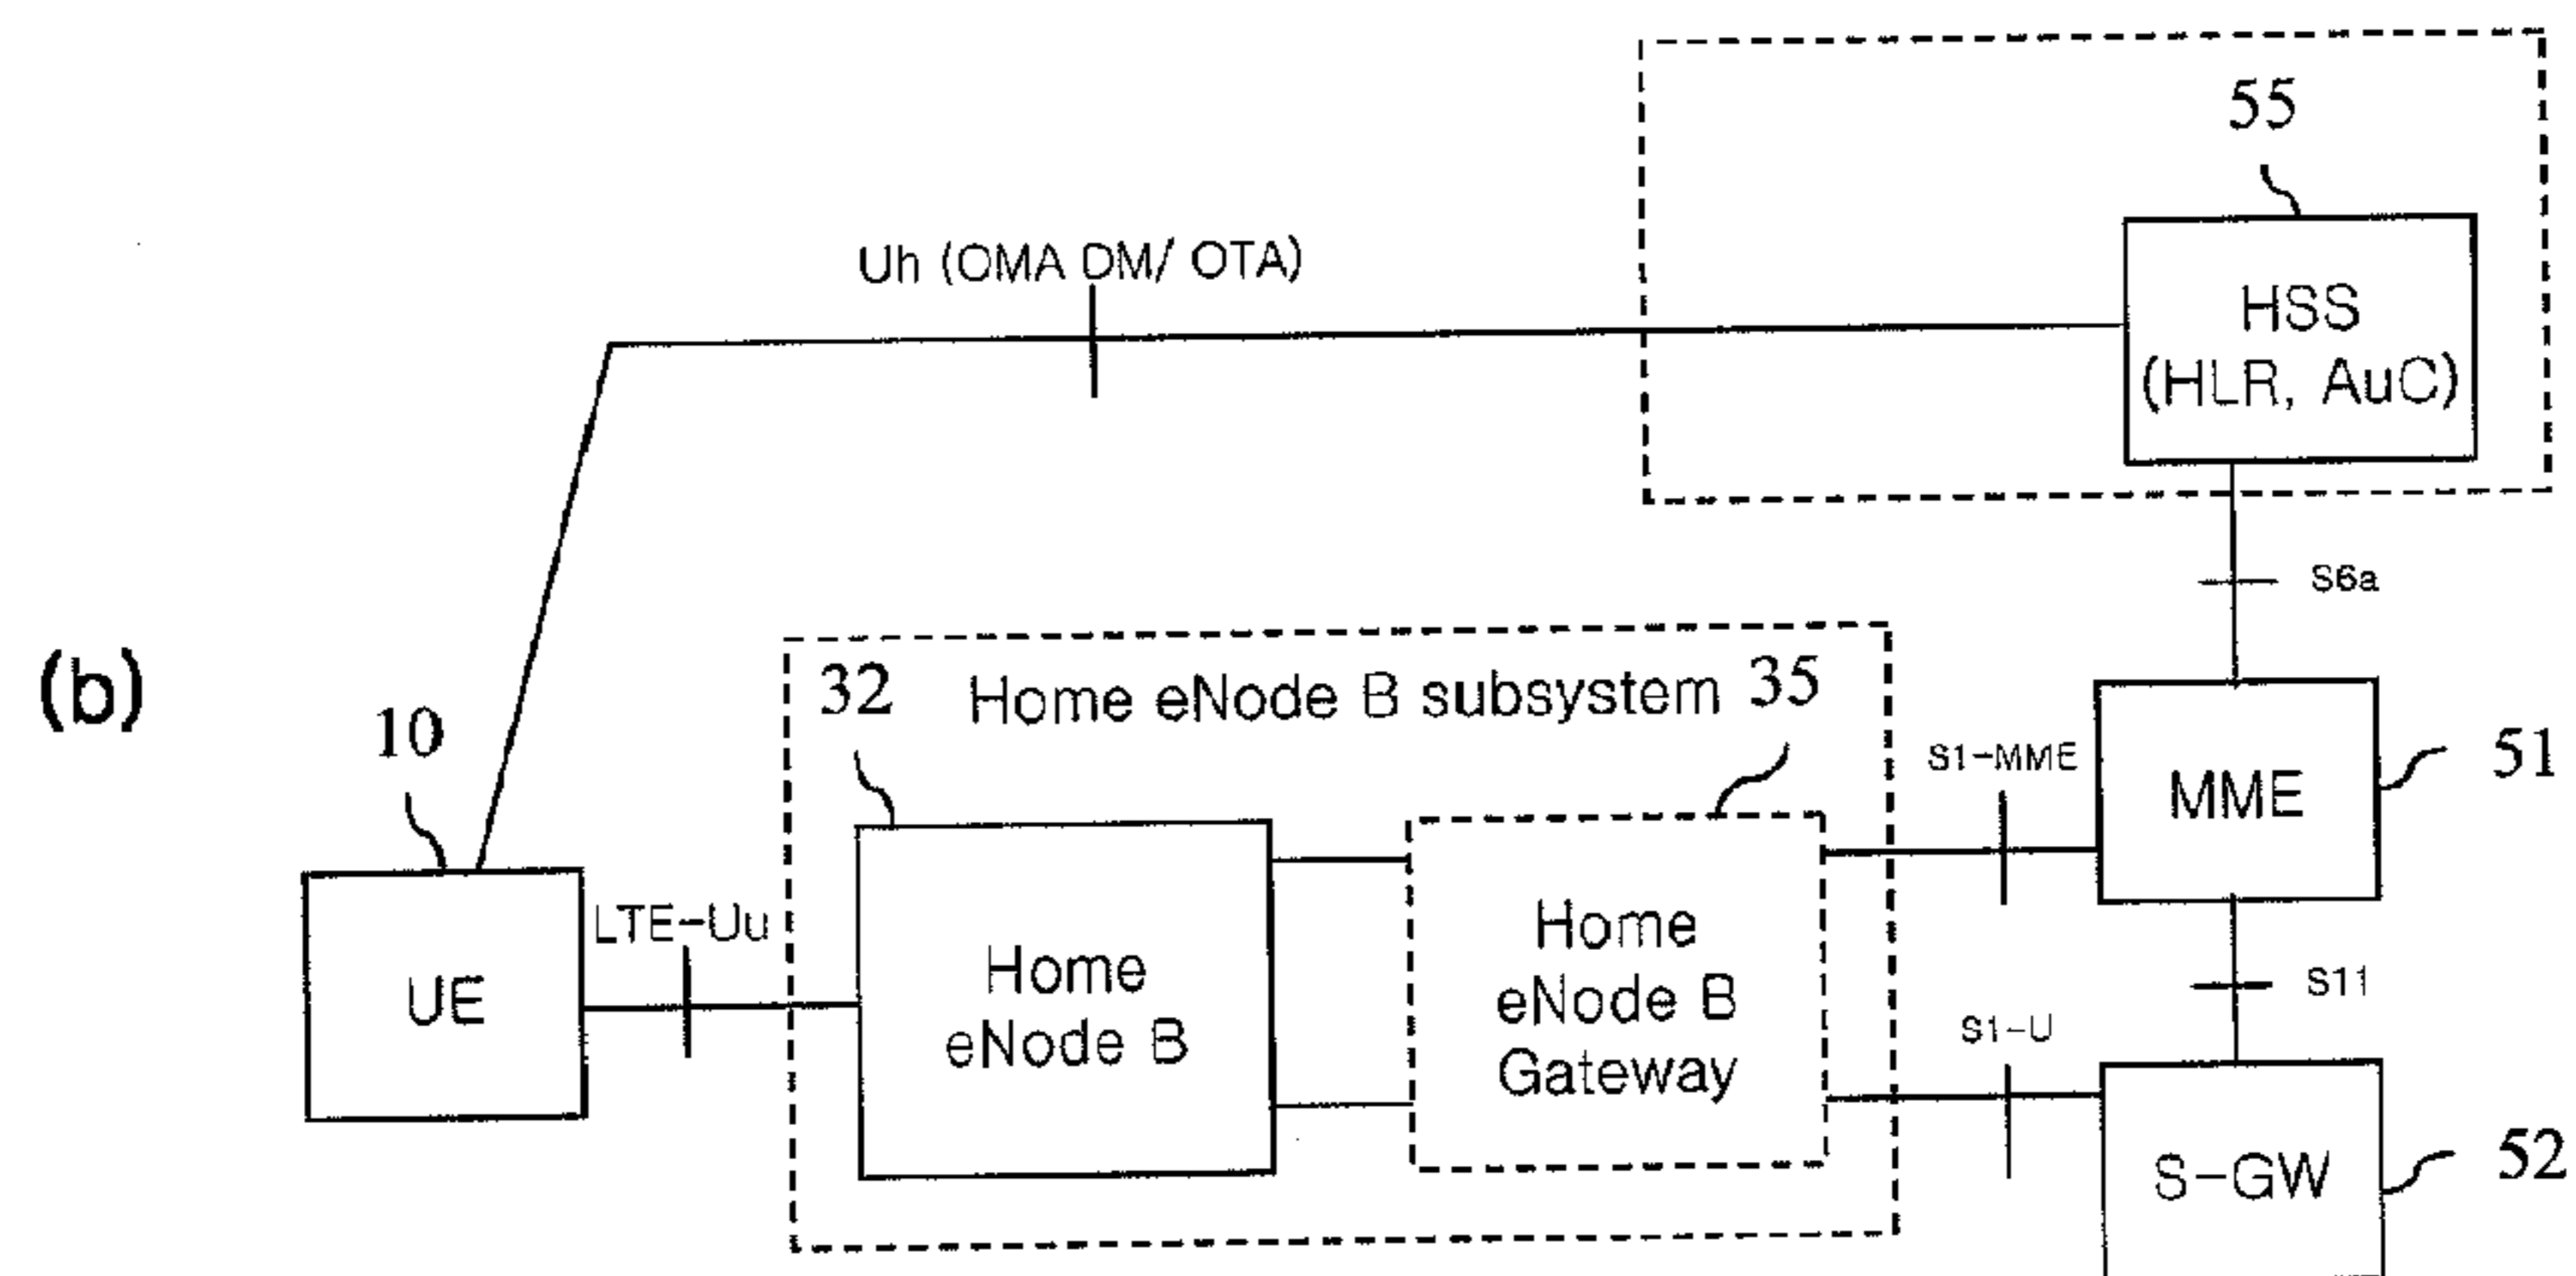 55
Uh (OMA DM/ OTA)
HSS
(HLR, AuC)
S6a
(b)
10
32
Home eNode B subsystem
35
S1-MME
MME
51
LTE-Uu
UE
Home
eNode B
Home
eNode B
Gateway
S11
S1-U
S-GW
52